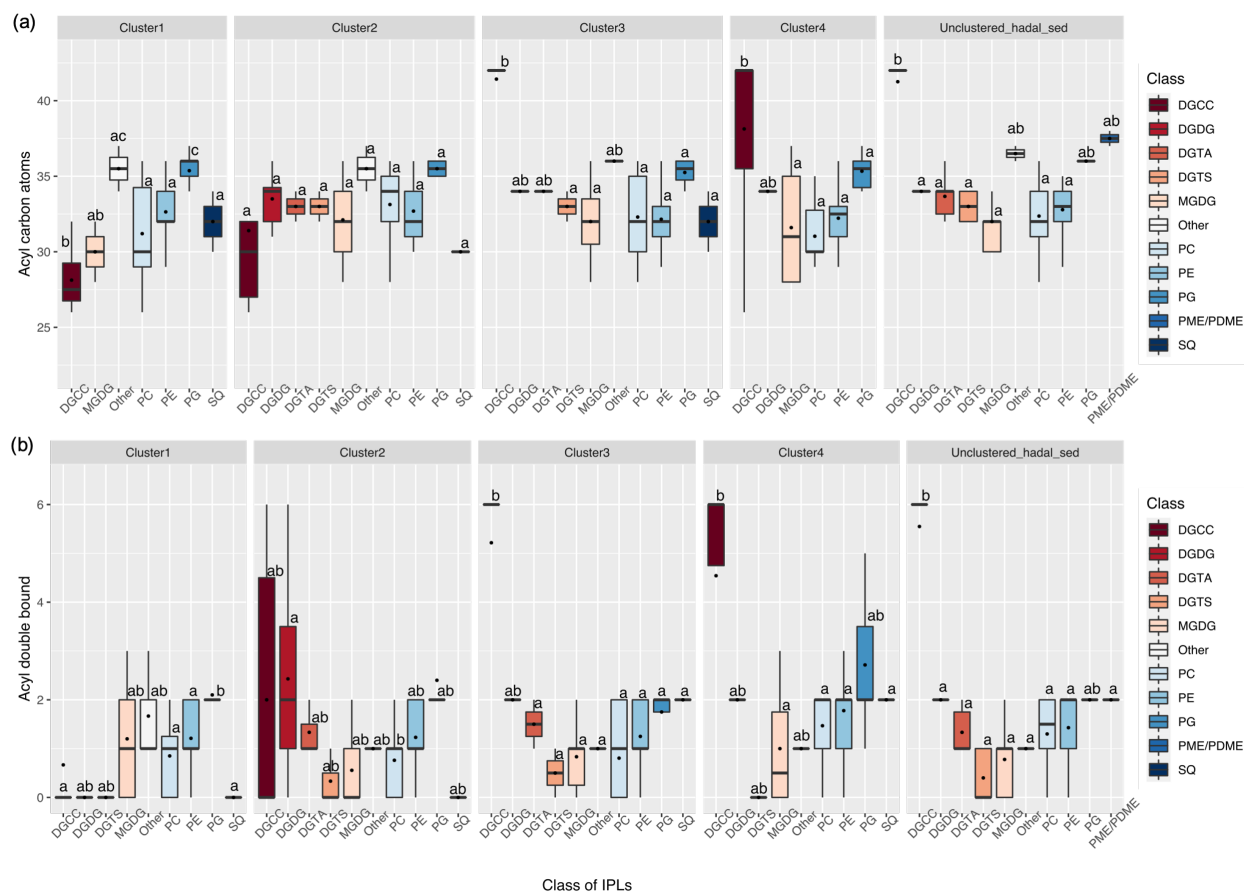 (a)
Cluster1 Cluster2 Cluster3 Cluster4 Unclustered_hadal_sed
Acyl carbon atoms
40
35
30
25
b ab ac a a c a
a a a a a a a a a a
b a a a a ab a a a a
b a a a a a
b a a a a ab a a ab ab
DGCC MGDG Other PC PE PG SQ
DGCC DGDG DGTA DGTS MGDG Other PC PE PG SQ
DGCC DGDG DGTA DGTS MGDG Other PC PE PG SQ
DGCC DGDG MGDG PC PE PG
DGCC DGDG DGTA DGTS MGDG Other PC PE PG PME/PDME
Class
DGCC
DGDG
DGTA
DGTS
MGDG
Other
PC
PE
PG
PME/PDME
SQ
(b)
Cluster1 Cluster2 Cluster3 Cluster4 Unclustered_hadal_sed
Acyl double bound
6
4
2
0
a ab ab ab ab a a b a
ab a ab ab ab ab b ab ab ab
b ab a a a a a a a a
b ab a a ab a a ab a
b a a a a a a a ab a
DGCC DGDG DGTS MGDG Other PC PE PG SQ
DGCC DGDG DGTA DGTS MGDG Other PC PE PG SQ
DGCC DGDG DGTA DGTS MGDG Other PC PE PG SQ
DGCC DGDG DGTS MGDG Other PC PE PG SQ
DGCC DGDG DGTA DGTS MGDG Other PC PE PG PME/PDME
Class
DGCC
DGDG
DGTA
DGTS
MGDG
Other
PC
PE
PG
PME/PDME
SQ
Class of IPLs